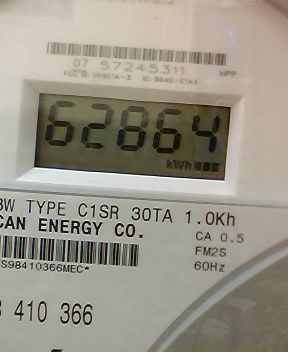 07 57245311
HPP
62864
kWh
3W TYPE C1SR 30TA 1.0Kh
CAN ENERGY CO.
CA 0.5
FM2S
60Hz
S98410366MEC*
410 366